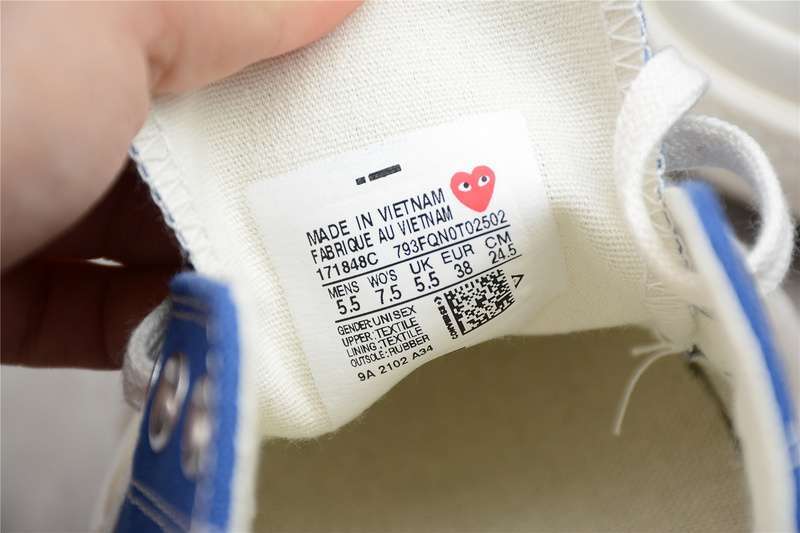 MADE IN VIETNAM
FABRIQUE AU VIETNAM
171848C 793FQN0T02502
MENS WO'S UK EUR CM
5.5 7.5 5.5 38 24.5
GENDER:UNISEX
UPPER:TEXTILE
LINING:TEXTILE
OUTSOLE:RUBBER
9A 2102 A34